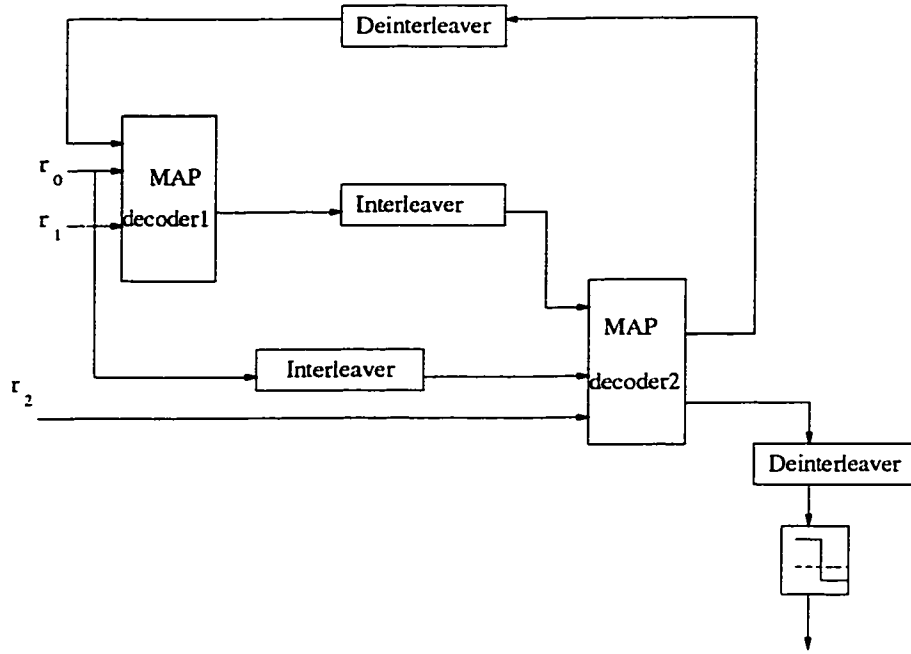 Deinterleaver
r0
MAP
decoder1
r1
Interleaver
MAP
decoder2
Interleaver
r2
Deinterleaver